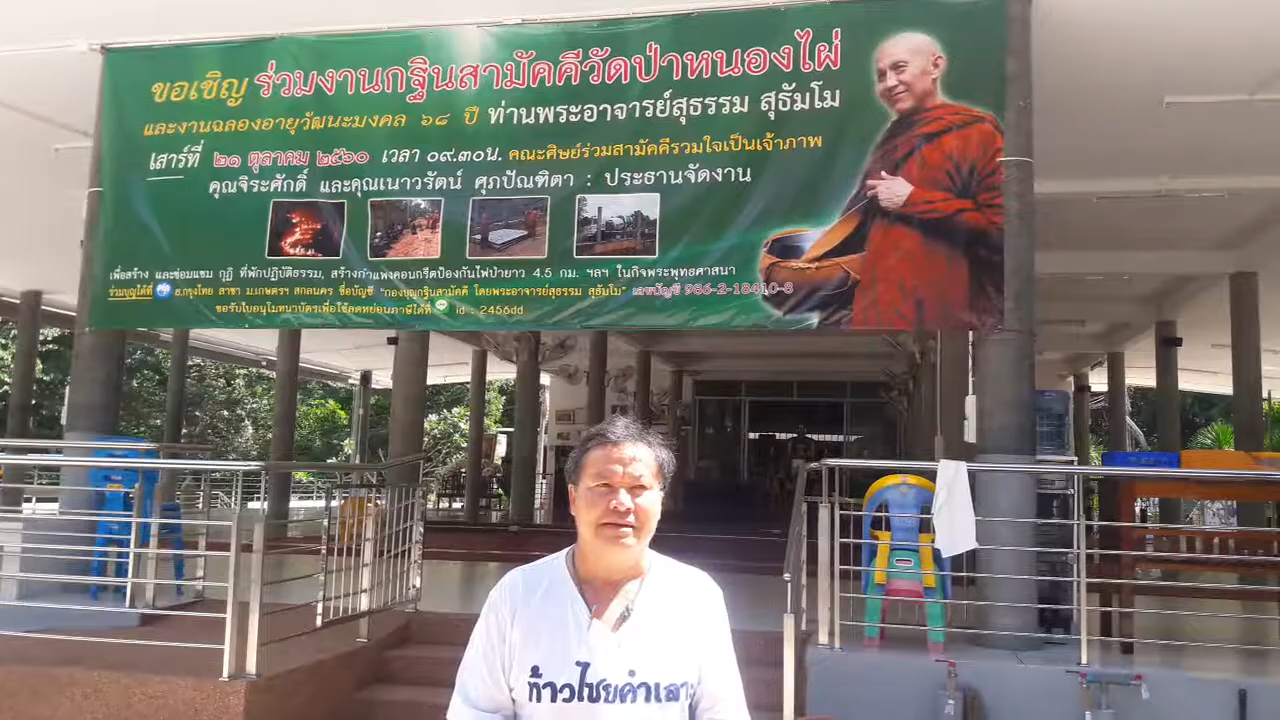 ขอเชิญ ร่วมงานกฐินสามัคคีวัดป่าหนองไผ่
และงานฉลองอายุวัฒนะมงคล ๖๘ ปี ท่านพระอาจารย์สุธรรม สุธัมโม
เสาร์ที่ ๒๑ ตุลาคม ๒๕๖๐ เวลา ๐๙.๓๐น. คณะศิษย์ร่วมสามัคคีรวมใจเป็นเจ้าภาพ
คุณจิระศักดิ์ และคุณเนาวรัตน์ ศุภปัณฑิตา : ประธานจัดงาน
เพื่อสร้าง และซ่อมแซม กุฏิ ที่พักปฏิบัติธรรม, สร้างกำแพงคอนกรีตป้องกันไฟป่ายาว 4.5 กม. ฯลฯ ในกิจพระพุทธศาสนา
ร่วมบุญได้ที่ ธ.กรุงไทย สาขา ม.เกษตรฯ สกลนคร ชื่อบัญชี "กองบุญกฐินสามัคคี โดยพระอาจารย์สุธรรม สุธัมโม" เลขบัญชี 986-2-18410-8
ขอรับใบอนุโมทนาบัตรเพื่อใช้ลดหย่อนภาษีได้ที่ id : 2456dd
ท้าวไชยคำเลา